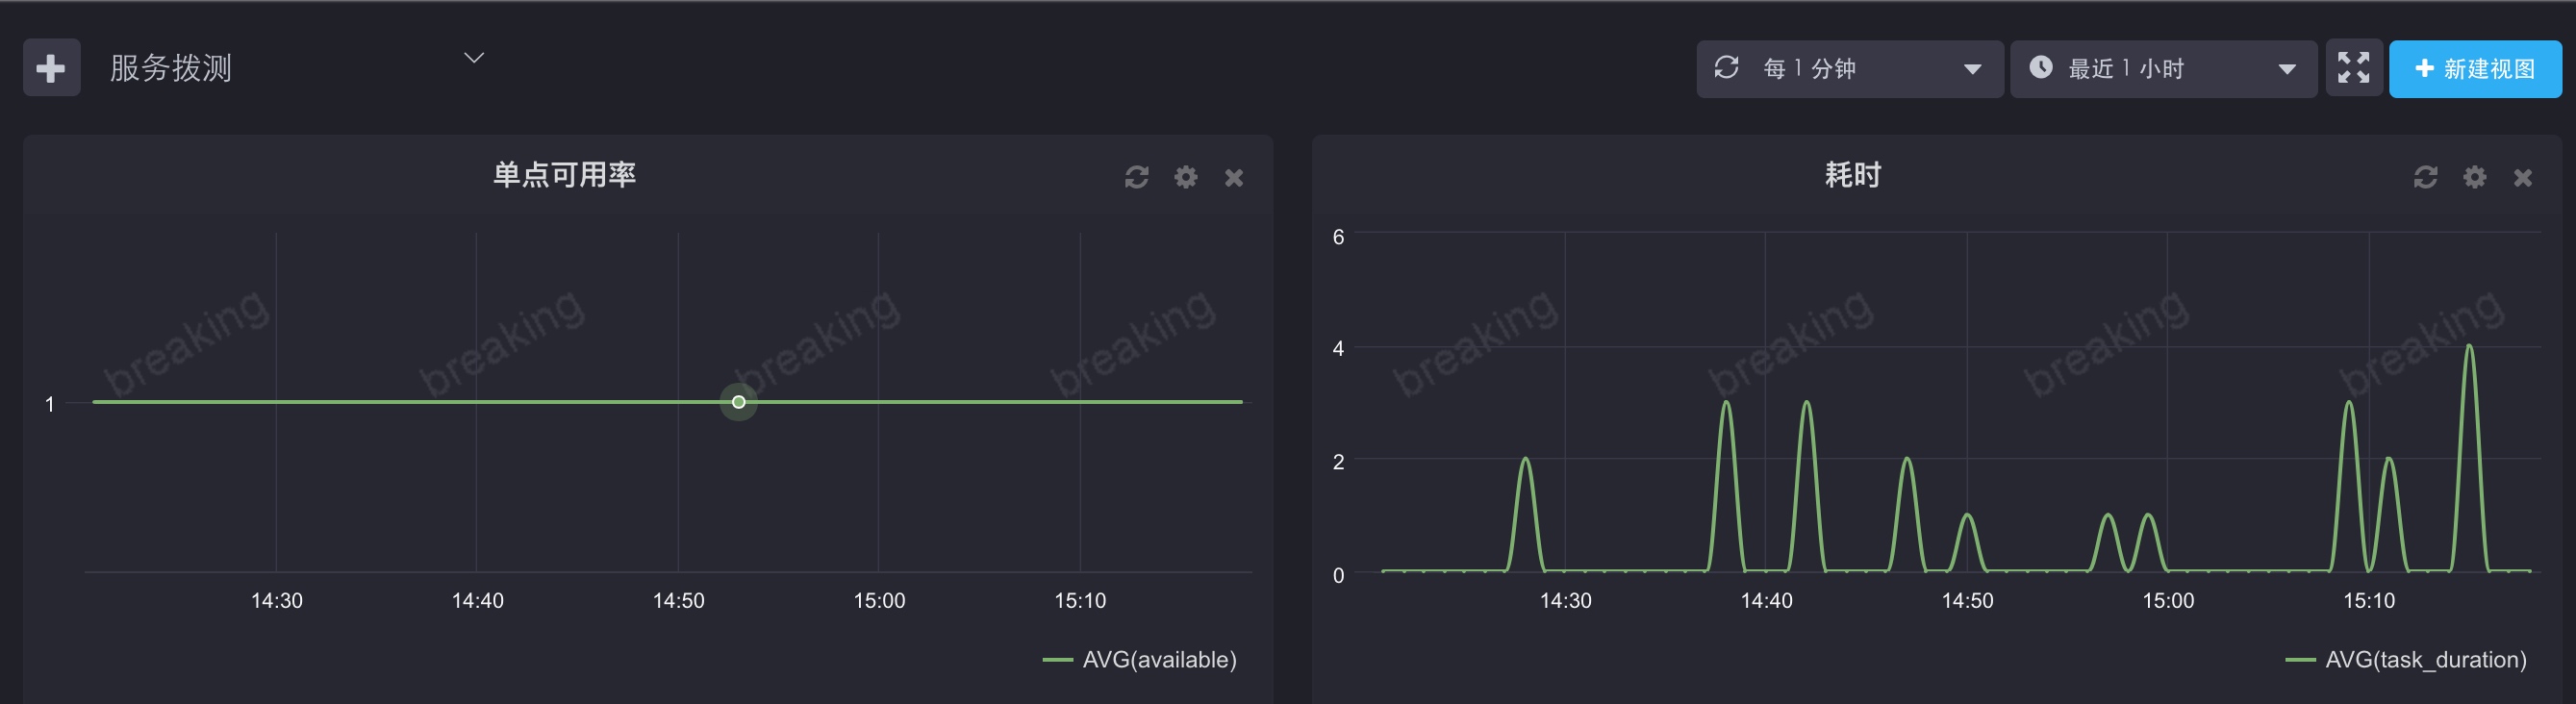 服务拨测
每 1 分钟
最近 1 小时
新建视图
单点可用率
breaking breaking breaking breaking
1
14:30 14:40 14:50 15:00 15:10
AVG(available)
耗时
6
breaking breaking breaking breaking
4
2
0
14:30 14:40 14:50 15:00 15:10
AVG(task_duration)